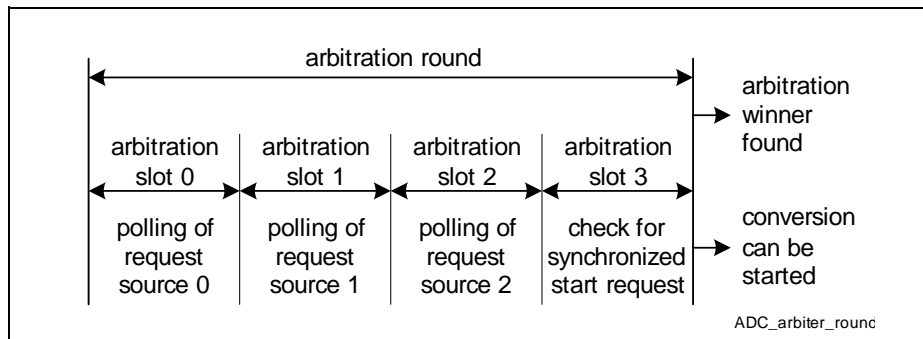 arbitration round
arbitration
winner
found
arbitration
slot 0
arbitration
slot 1
arbitration
slot 2
arbitration
slot 3
polling of
request
source 0
polling of
request
source 1
polling of
request
source 2
check for
synchronized
start request
conversion
can be
started
ADC_arbiter_round